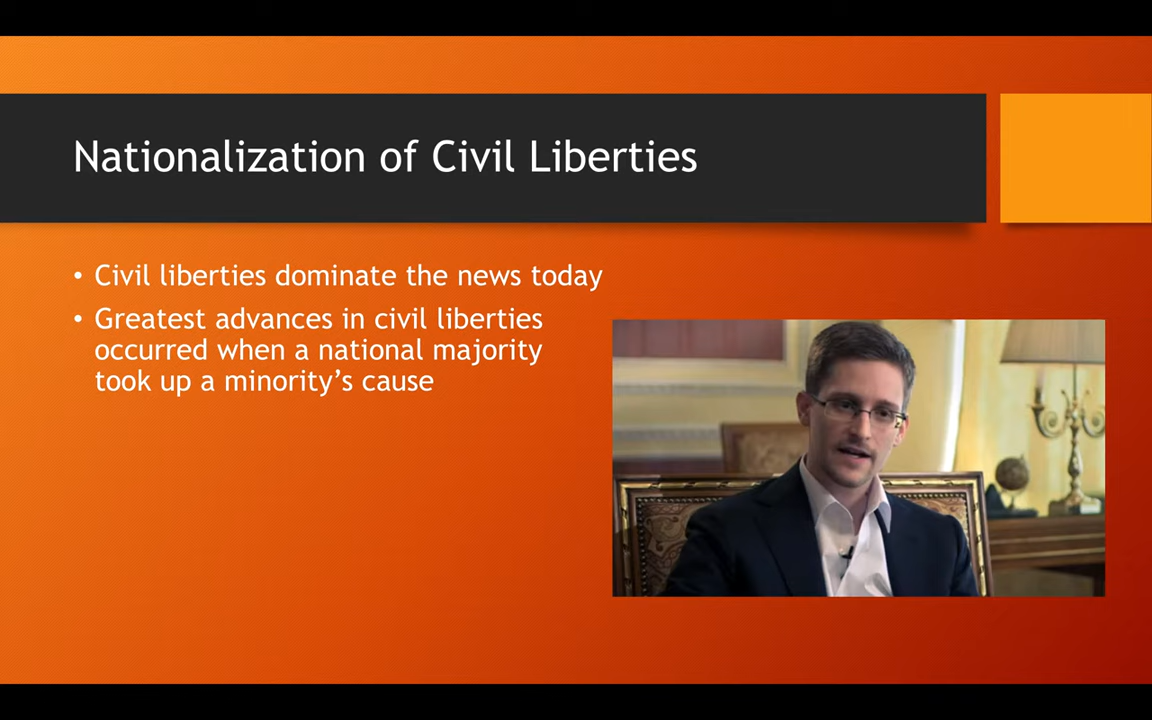 Nationalization of Civil Liberties
• Civil liberties dominate the news today
• Greatest advances in civil liberties
occurred when a national majority
took up a minority’s cause